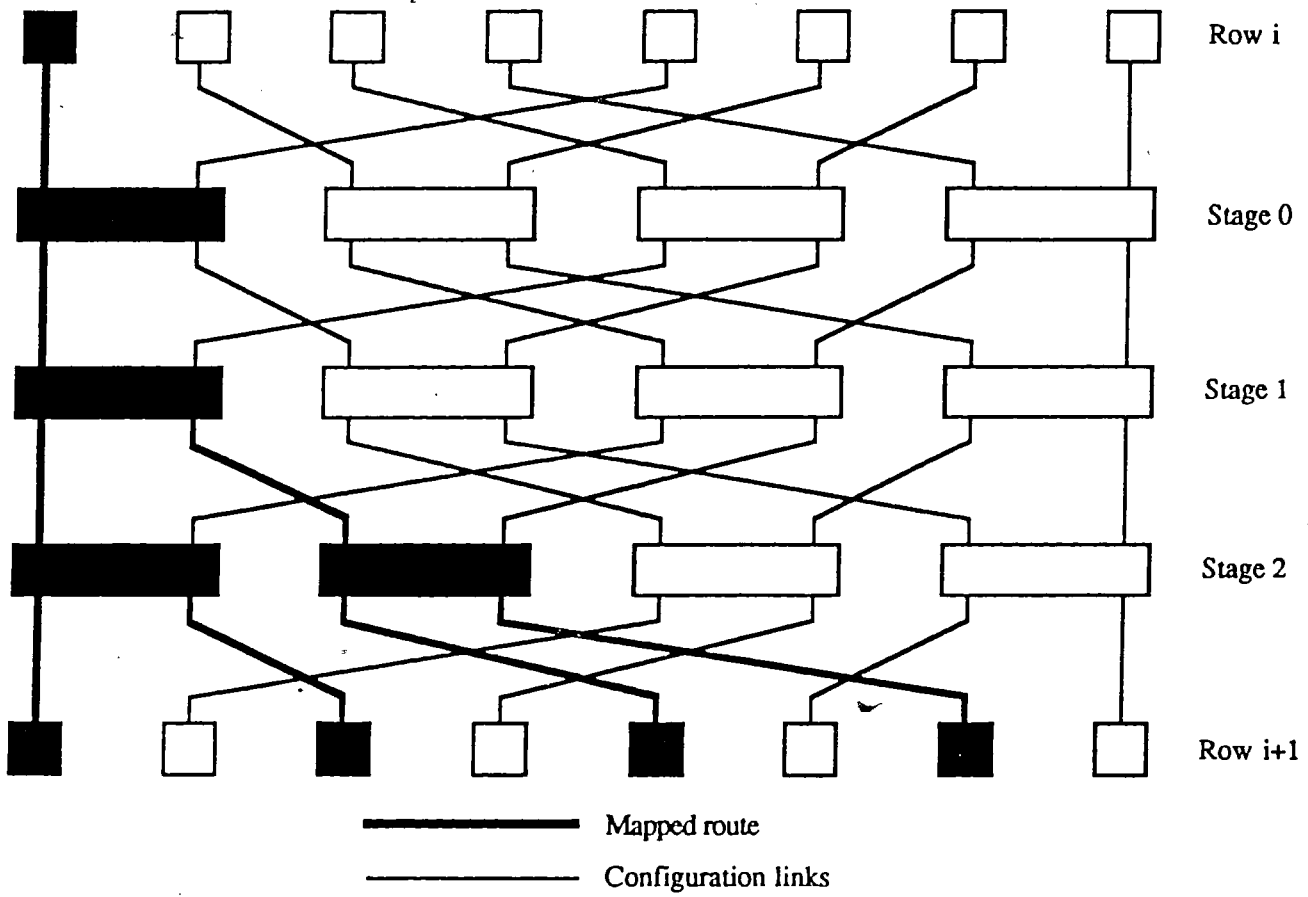 Row i
Stage 0
Stage 1
Stage 2
Row i+1
Mapped route
Configuration links